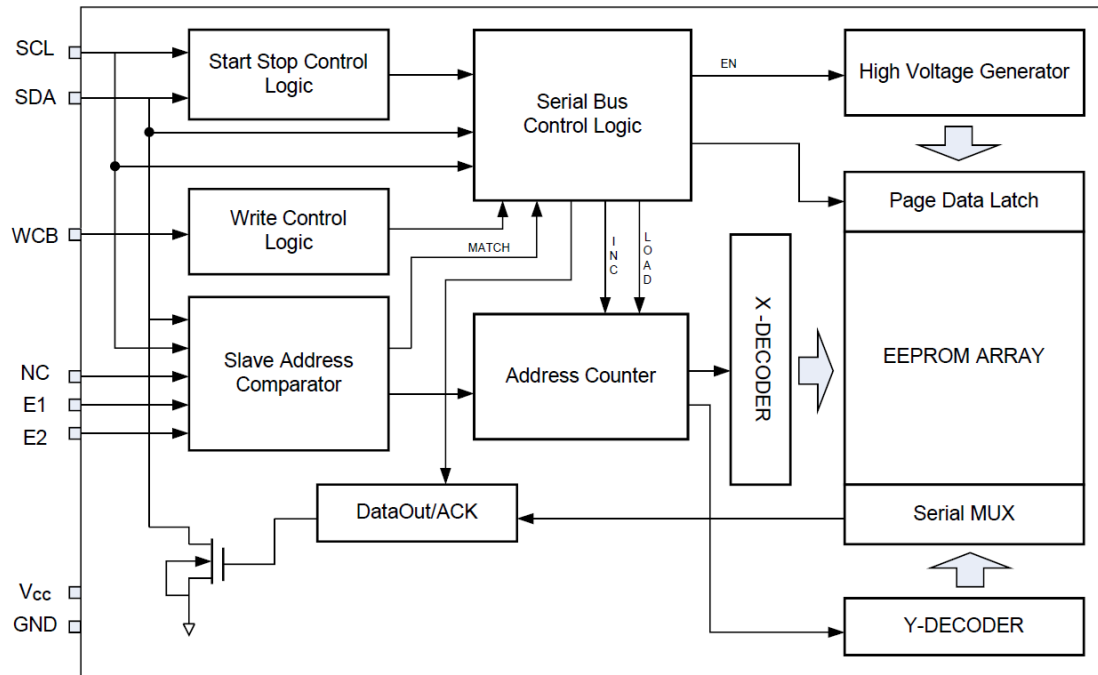 SCL
SDA
WCB
NC
E1
E2
Vcc
GND
Start Stop Control
Logic
Write Control
Logic
Slave Address
Comparator
Serial Bus
Control Logic
MATCH
INC
LOAD
EN
Address Counter
DataOut/ACK
X-DECODER
High Voltage Generator
Page Data Latch
EEPROM ARRAY
Serial MUX
Y-DECODER